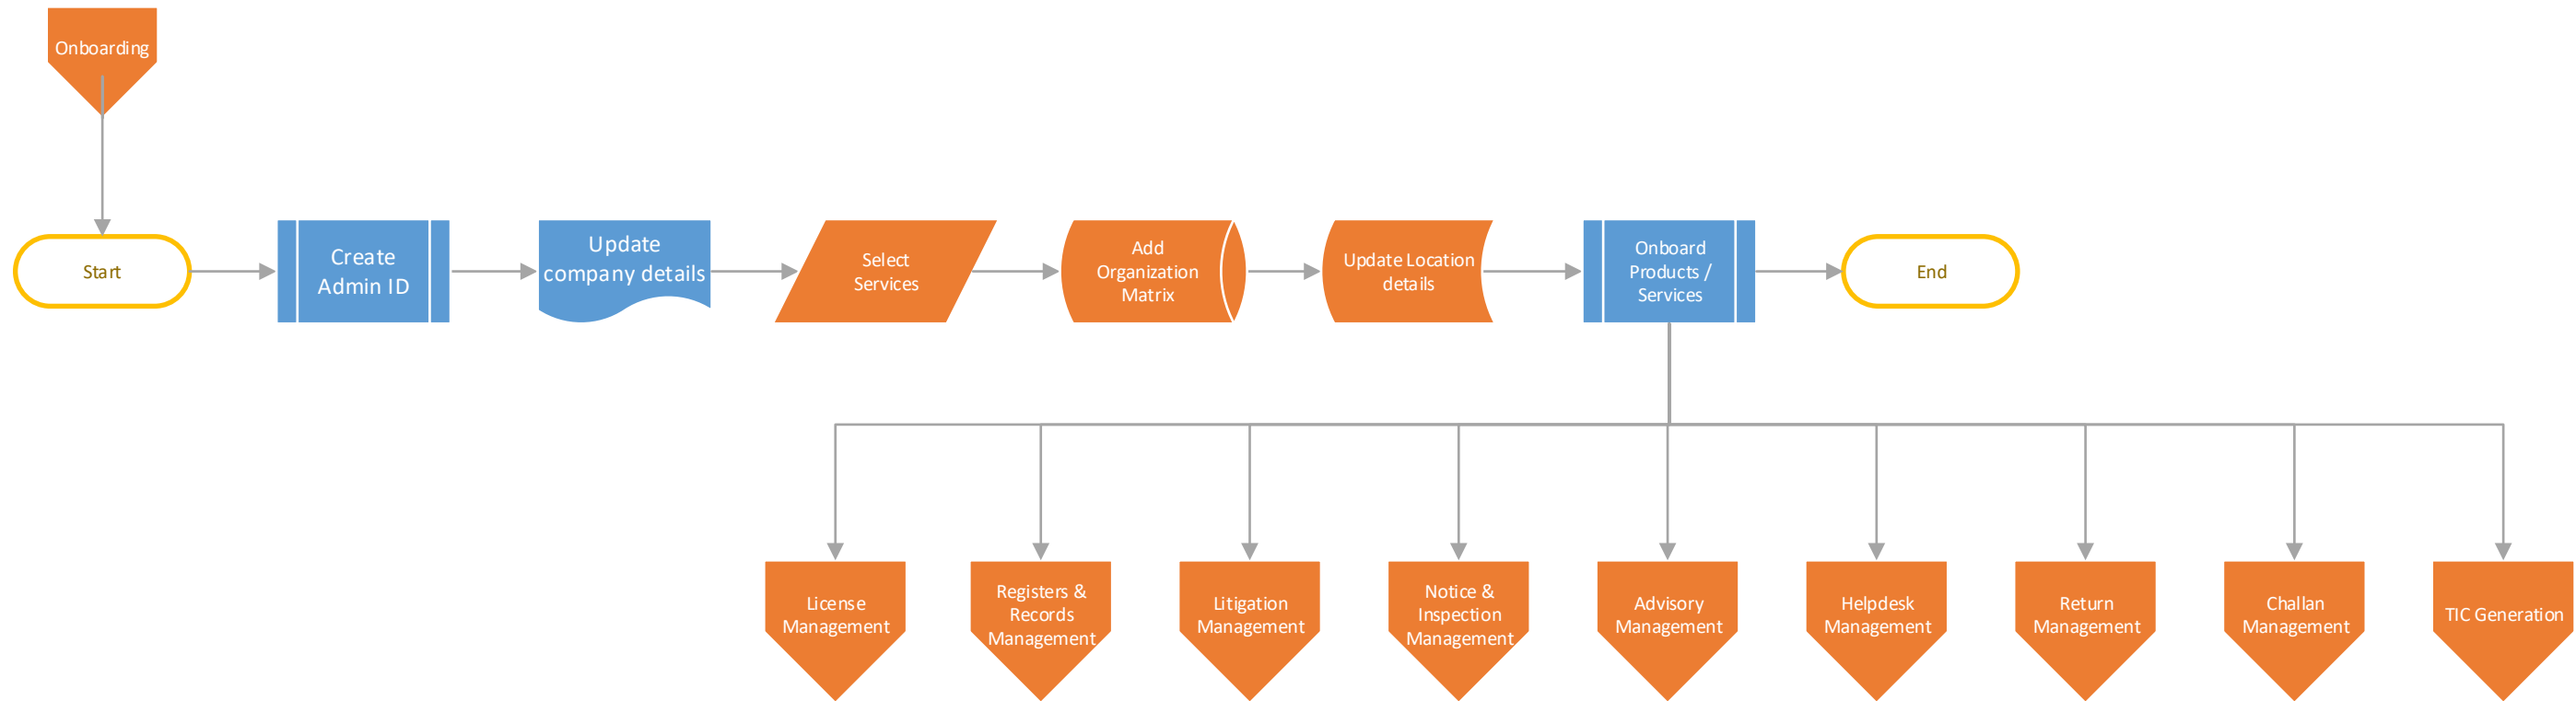 Onboarding
Start
Create
Admin ID
Update
company details
Select
Services
Add
Organization
Matrix
Update Location
details
Onboard
Products /
Services
End
License
Management
Registers &
Records
Management
Litigation
Management
Notice &
Inspection
Management
Advisory
Management
Helpdesk
Management
Return
Management
Challan
Management
TIC Generation